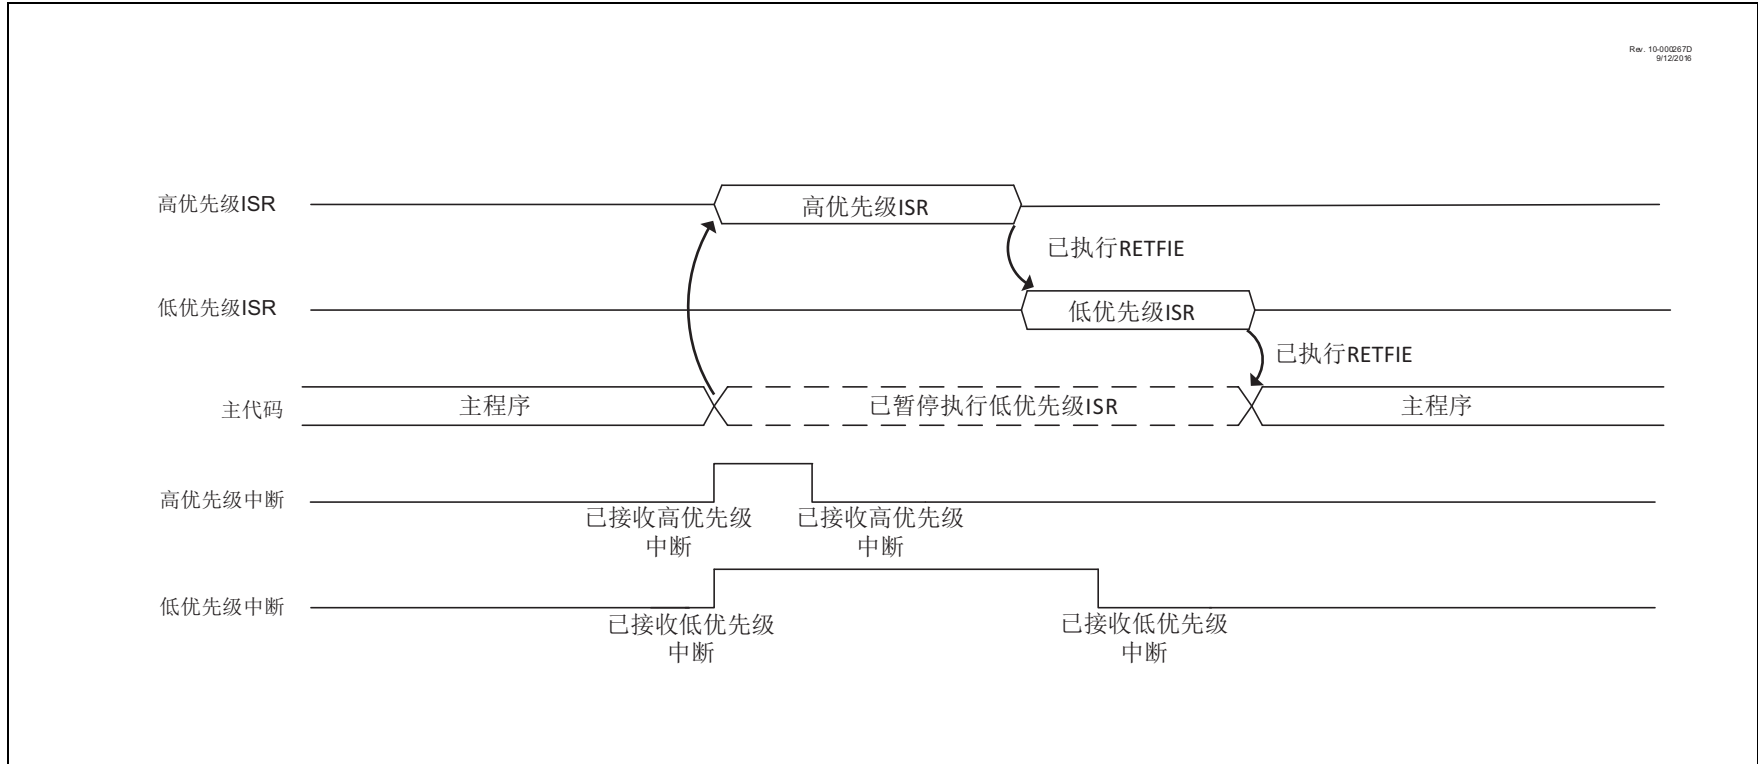 Rev. 10-000267D
9/12/2016
高优先级ISR
高优先级ISR
已执行RETFIE
低优先级ISR
低优先级ISR
已执行RETFIE
主代码
主程序
已暂停执行低优先级ISR
主程序
高优先级中断
已接收高优先级
中断
已接收高优先级
中断
低优先级中断
已接收低优先级
中断
已接收低优先级
中断